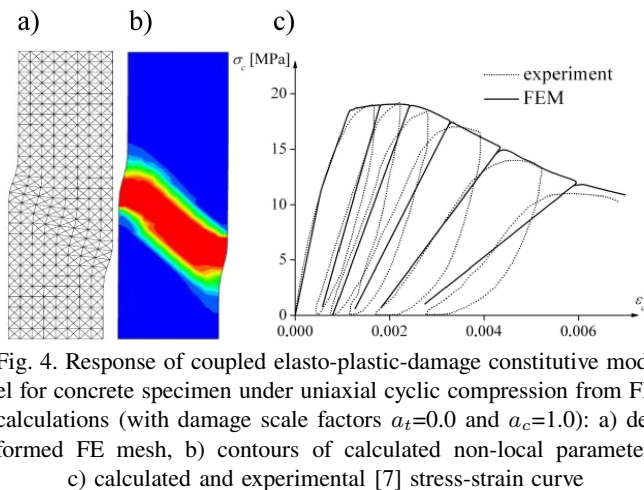 a) b) c)
σc [MPa]
experiment
FEM
20
15
10
5
0
0.000 0.002 0.004 0.006
Fig. 4. Response of coupled elasto-plastic-damage constitutive mod
el for concrete specimen under uniaxial cyclic compression from F
calculations (with damage scale factors at=0.0 and ac=1.0): a) de
formed FE mesh, b) contours of calculated non-local paramete
c) calculated and experimental [7] stress-strain curve